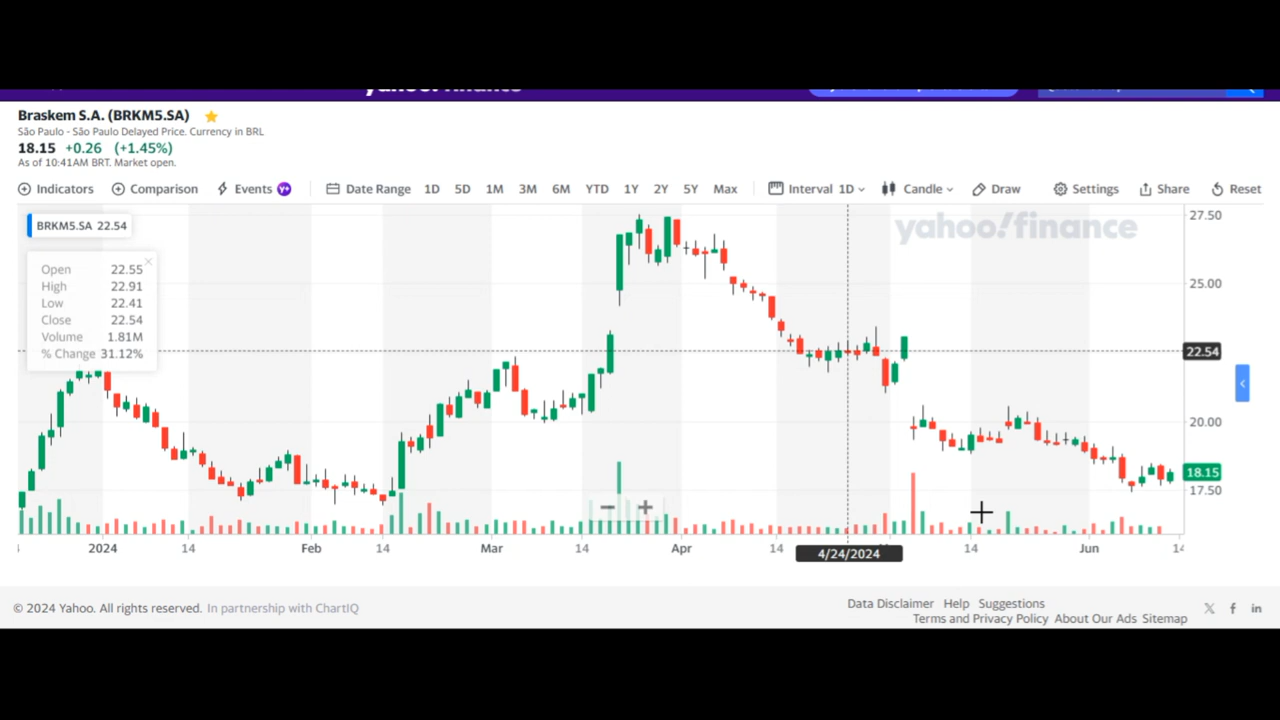 Braskem S.A. (BRKM5.SA)
São Paulo - São Paulo Delayed Price. Currency in BRL
18.15 +0.26 (+1.45%)
As of 10:41AM BRT. Market open.
Indicators Comparison Events Y+ Date Range 1D 5D 1M 3M 6M YTD 1Y 2Y 5Y Max Interval 1D Candle Draw Settings Share Reset
BRKM5.SA 22.54
yahoo!finance
Open 22.55
High 22.91
Low 22.41
Close 22.54
Volume 1.81M
% Change 31.12%
27.50
25.00
22.54
20.00
18.15
17.50
2024 14 Feb 14 Mar 14 Apr 14 4/24/2024 14 Jun 14
© 2024 Yahoo. All rights reserved. In partnership with ChartIQ
Data Disclaimer Help Suggestions
Terms and Privacy Policy About Our Ads Sitemap